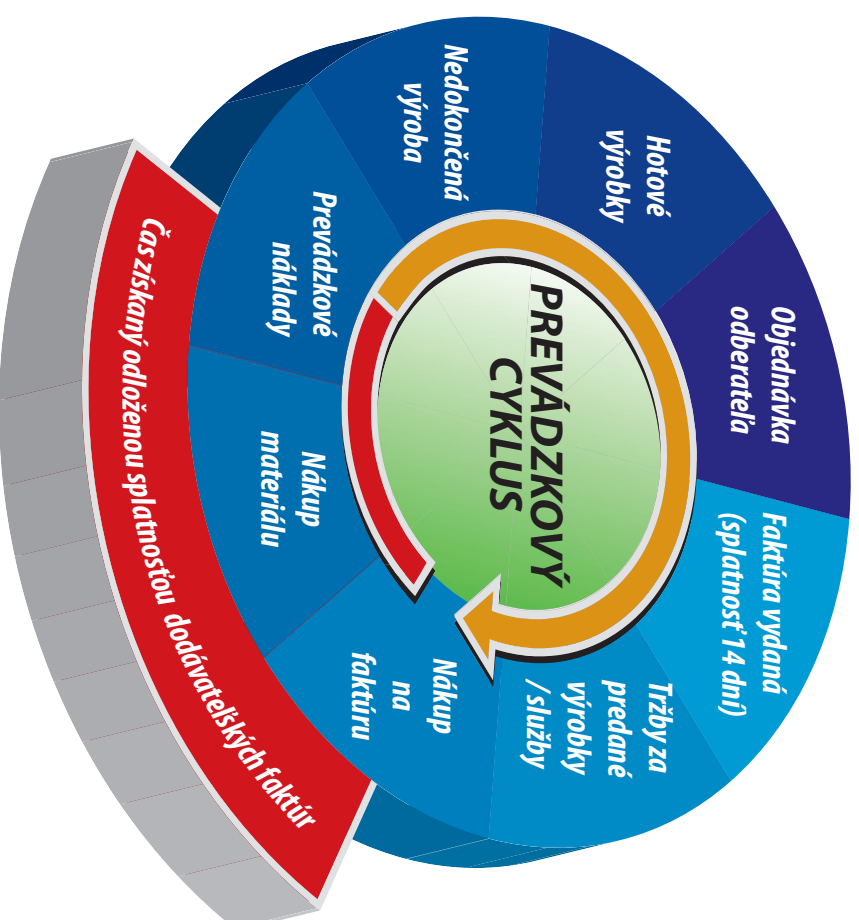 PREVÁDZKOVÝ
CYKLUS
Hotové
výrobky
Objednávka
odberateľa
Faktúra vydaná
(splatnosť 14 dní)
Tržby za
predané
výrobky
/ služby
Nákup
na
faktúru
Nákup
materiálu
Prevádzkové
náklady
Nedokončená
výroba
Čas získaný odloženou splatnosťou dodávateľských faktúr